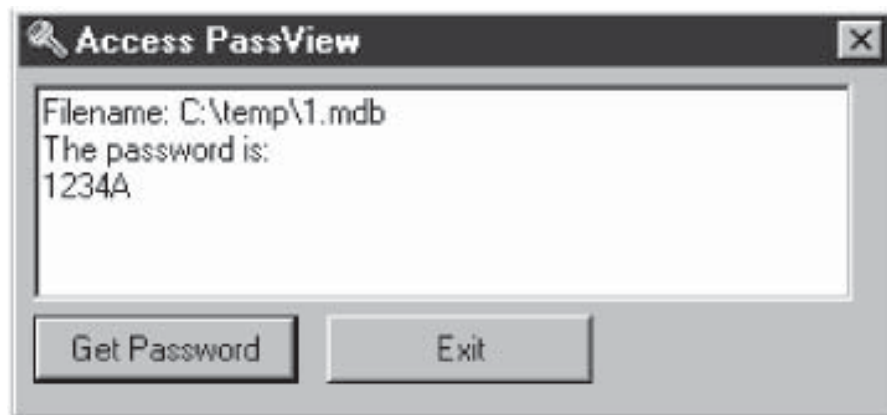 Access PassView
Filename: C:\temp\1.mdb
The password is:
1234A
Get Password
Exit